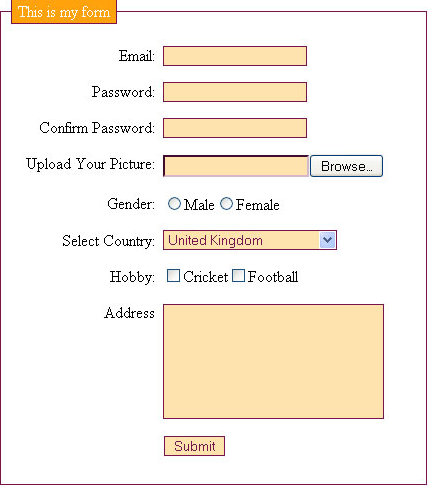 This is my form
Email:
Password:
Confirm Password:
Upload Your Picture: Browse...
Gender: Male Female
Select Country: United Kingdom
Hobby: Cricket Football
Address
Submit